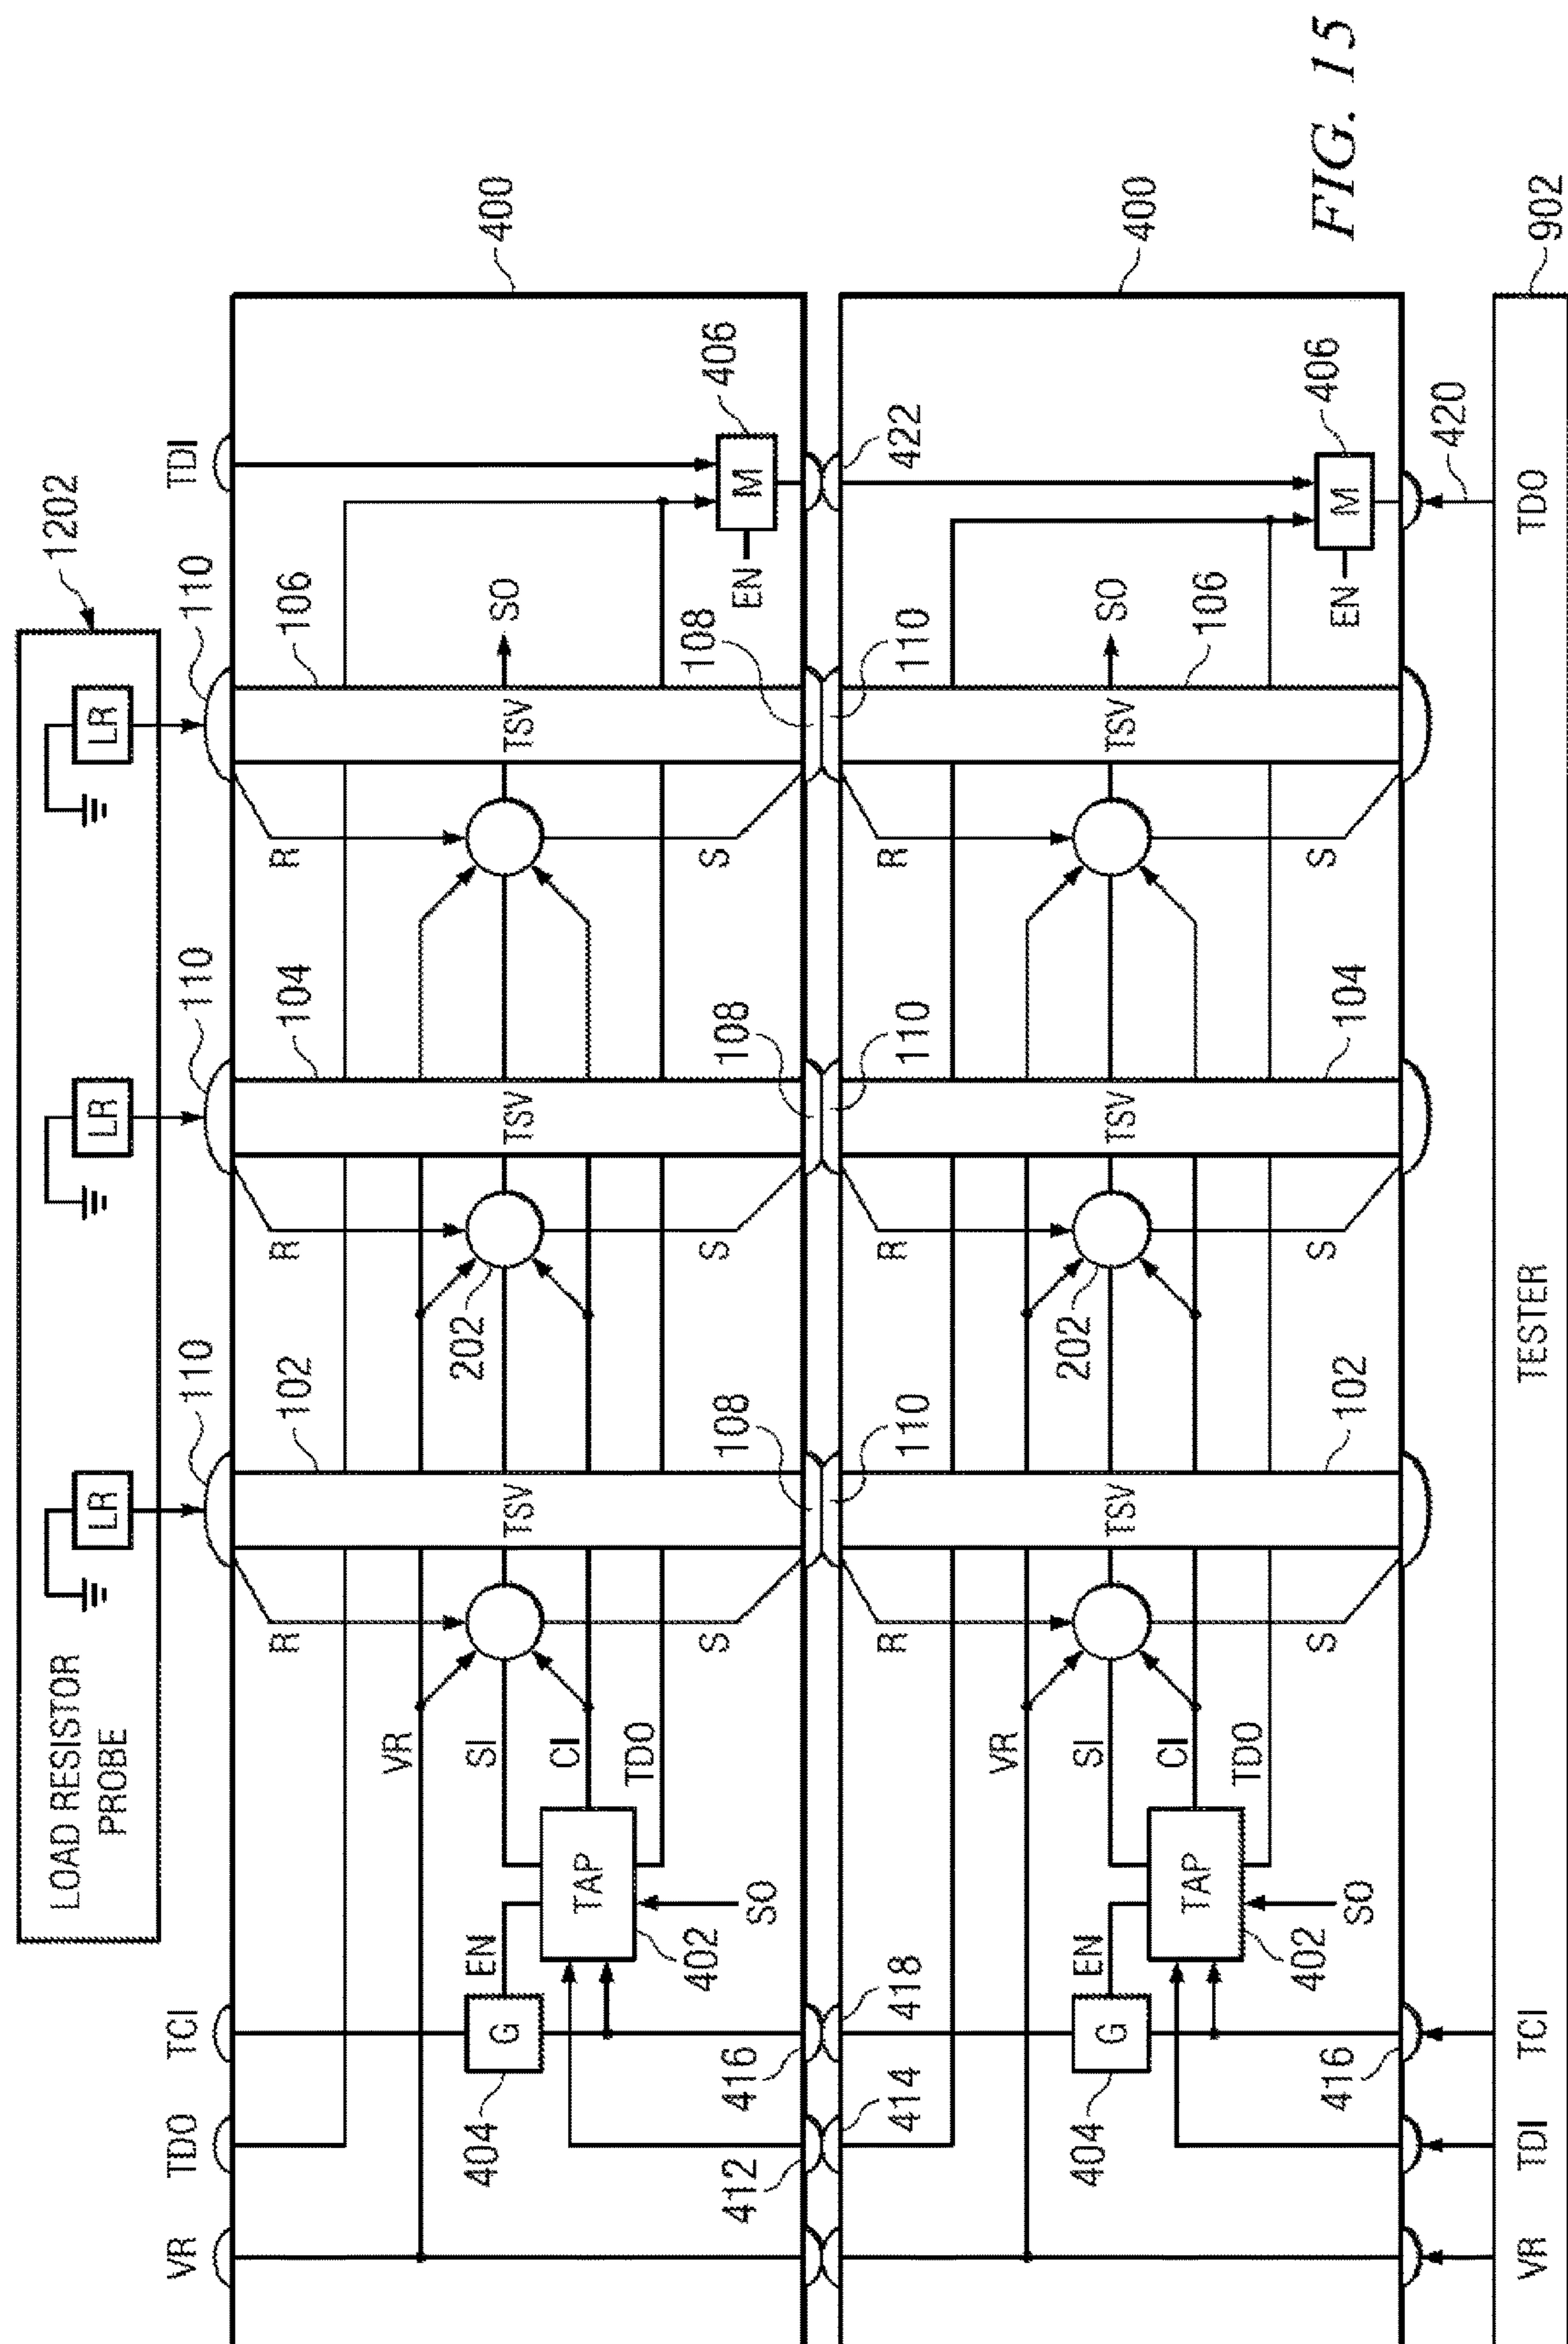 1202
LOAD RESISTOR
PROBE
LR
LR
LR
VR
TDO
TCI
110
110
110
TDI
102
104
106
400
R
R
R
VR
SI
CI
TDO
EN
G
404
TAP
402
SO
202
TSV
TSV
TSV
SO
S
S
S
EN
M
406
412
414
416
418
108
110
108
110
108
110
422
400
R
R
R
VR
SI
CI
TDO
EN
G
404
TAP
402
SO
202
TSV
TSV
TSV
SO
102
104
106
S
S
S
EN
M
406
416
420
VR
TDI
TCI
TESTER
TDO
902
FIG. 15